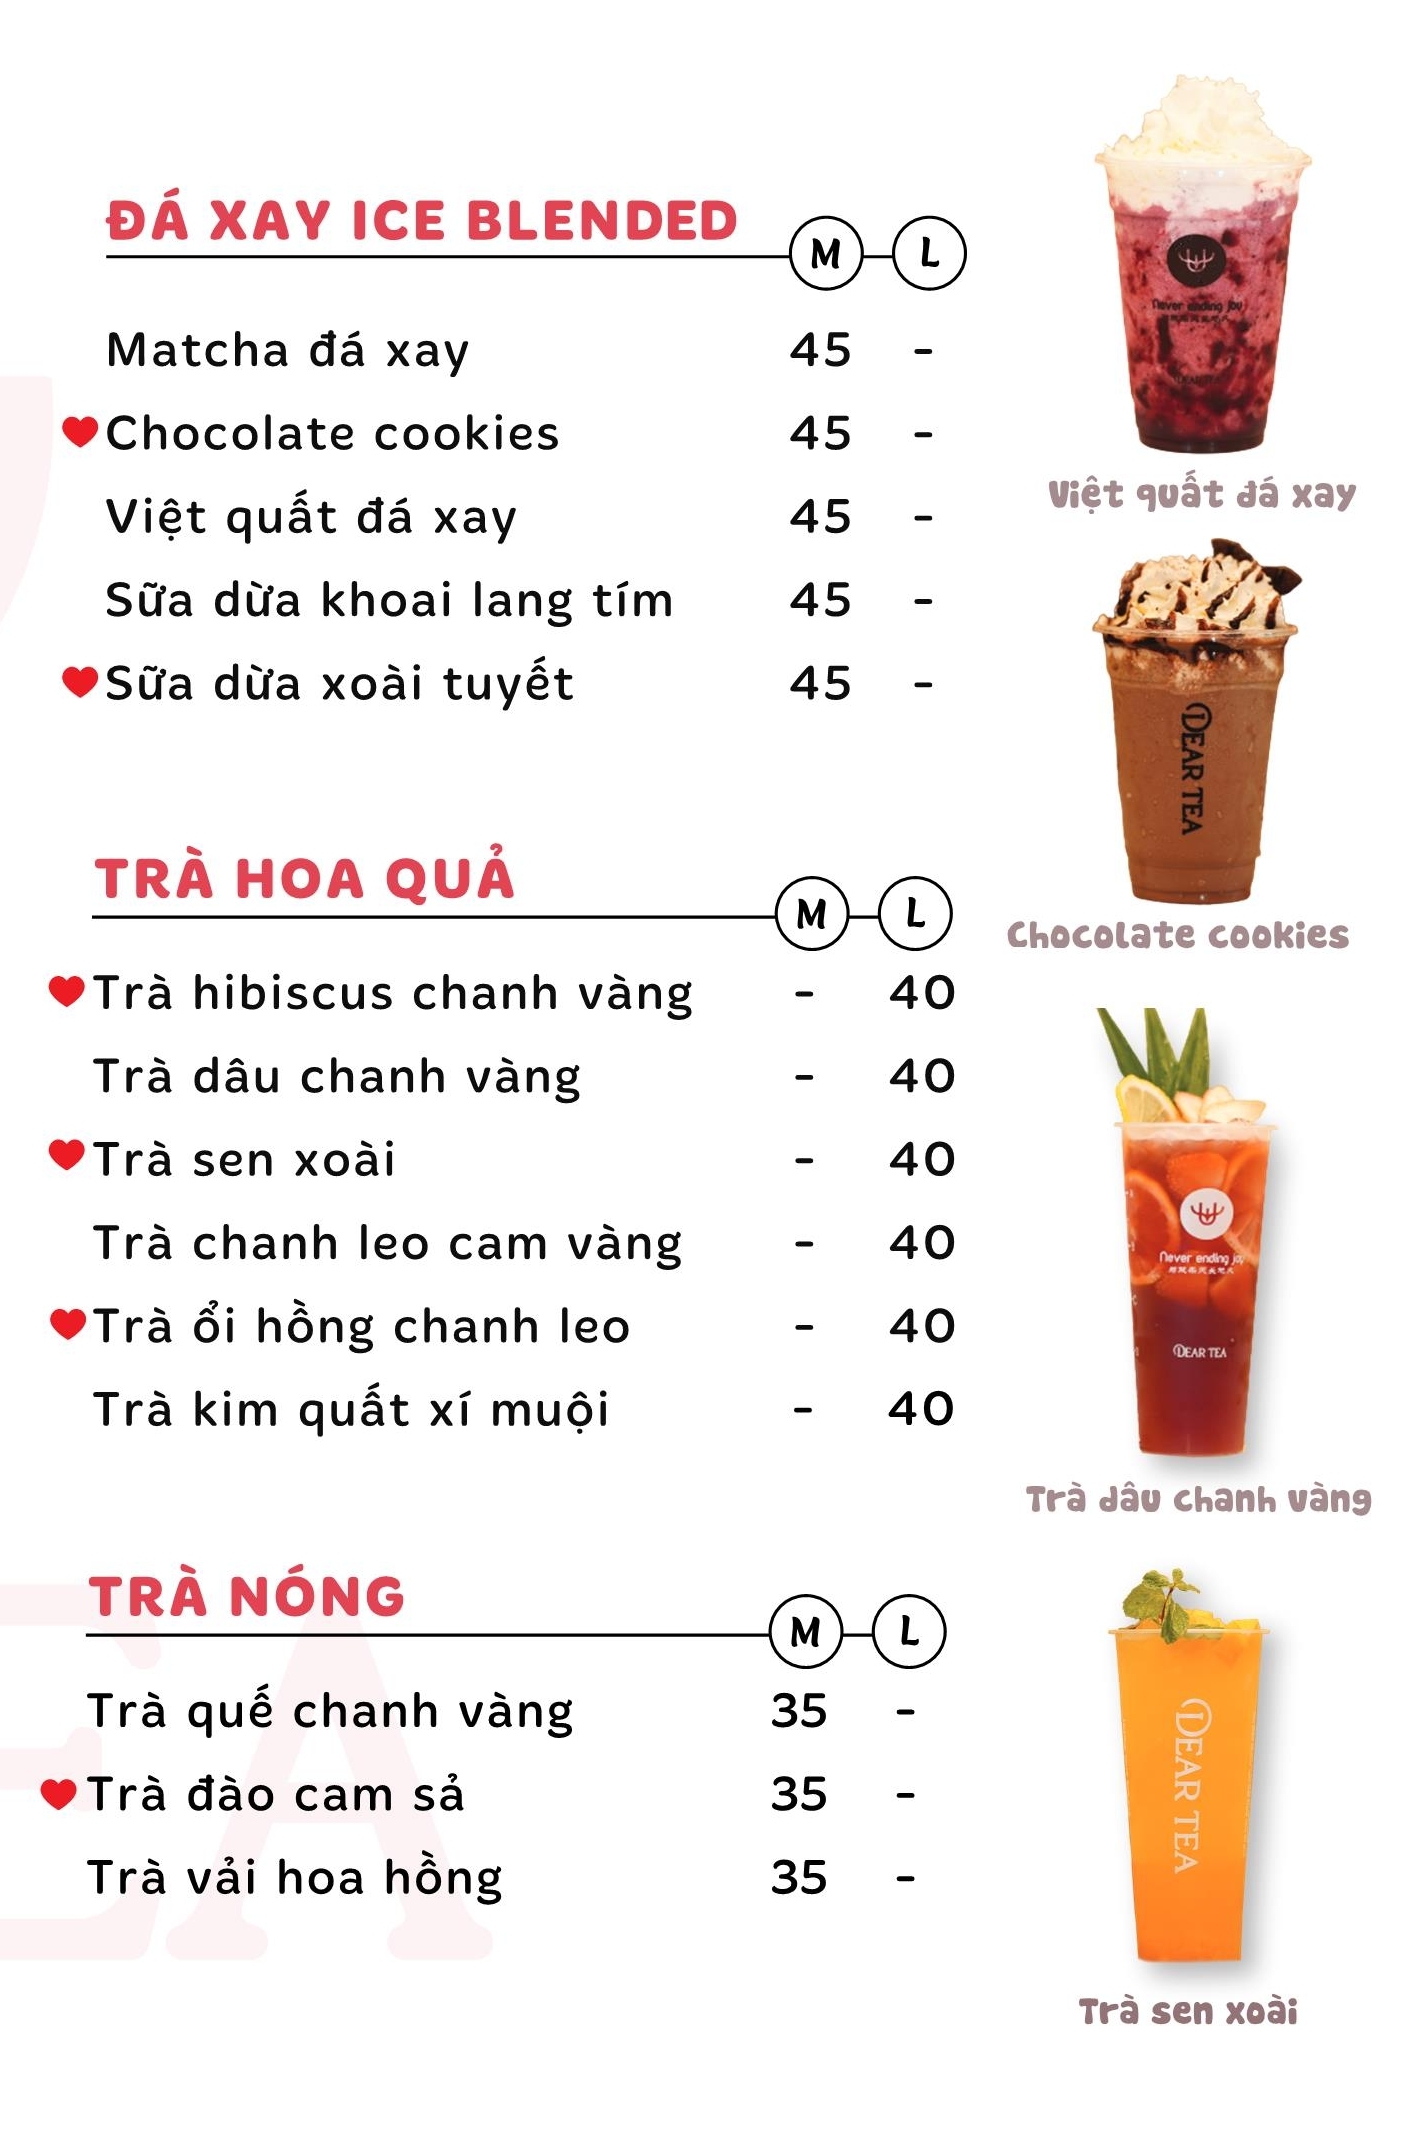 ĐÁ XAY ICE BLENDED M L
Matcha đá xay 45 -
Chocolate cookies 45 -
Việt quất đá xay 45 -
Sữa dừa khoai lang tím 45 -
Sữa dừa xoài tuyết 45 -
Never ending joy
DEAR TEA
Việt quất đá xay
DEAR TEA
Chocolate cookies
TRÀ HOA QUẢ M L
Trà hibiscus chanh vàng - 40
Trà dâu chanh vàng - 40
Trà sen xoài - 40
Trà chanh leo cam vàng - 40
Trà ổi hồng chanh leo - 40
Trà kim quất xí muội - 40
Never ending joy
DEAR TEA
Trà dâu chanh vàng
TRÀ NÓNG M L
Trà quế chanh vàng 35 -
Trà đào cam sả 35 -
Trà vải hoa hồng 35 -
DEAR TEA
Trà sen xoài
EA